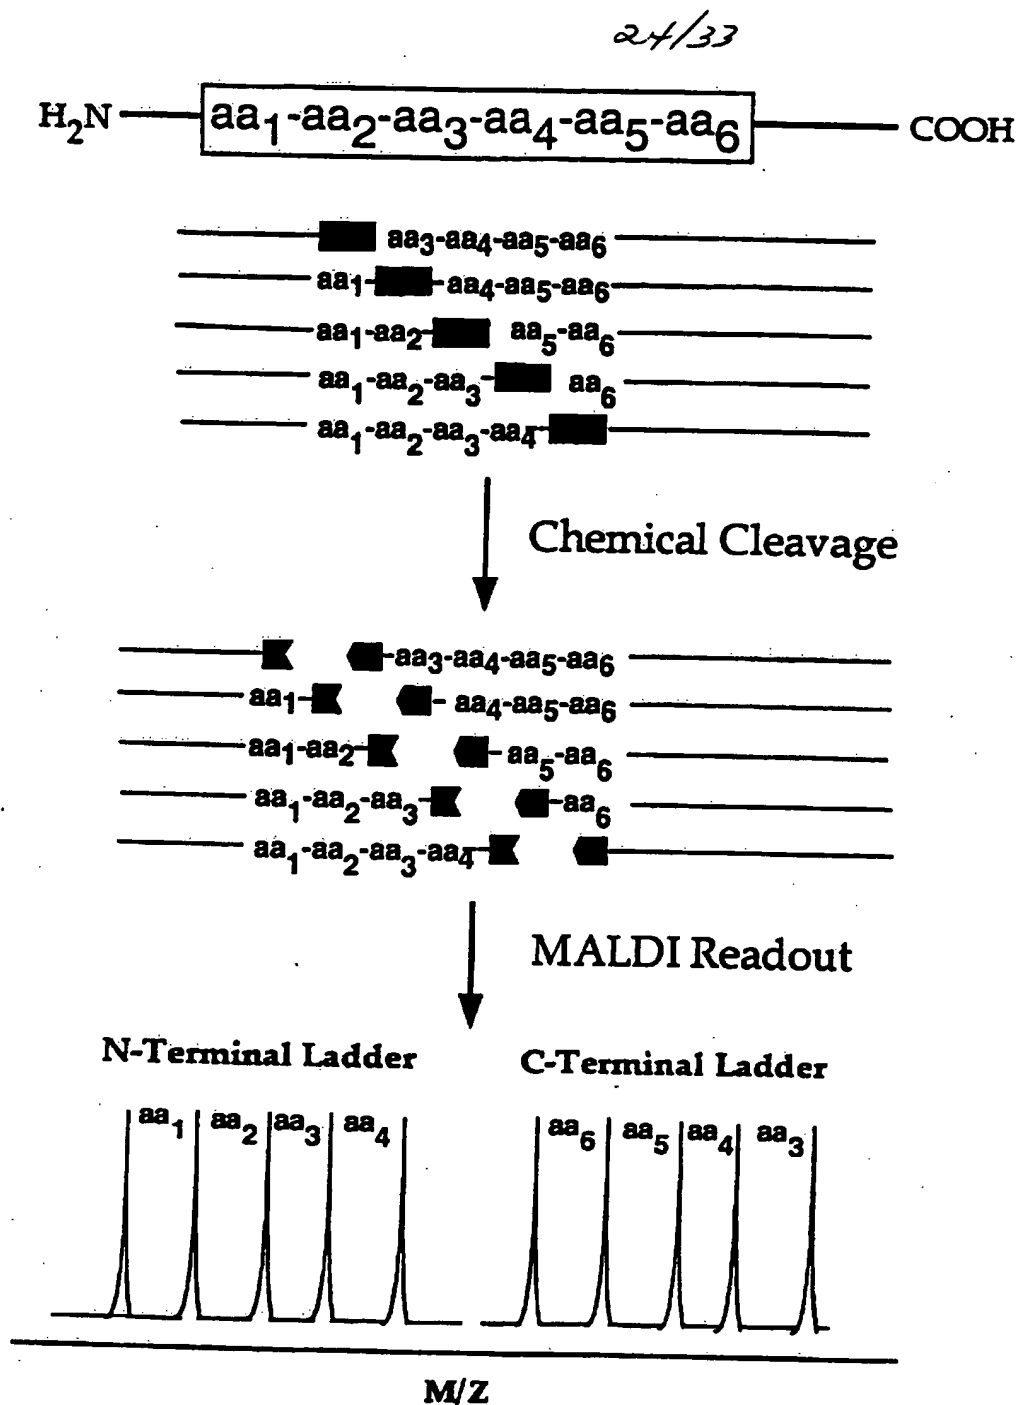 24/33
H₂N aa₁-aa₂-aa₃-aa₄-aa₅-aa₆ COOH
aa₃-aa₄-aa₅-aa₆
aa₁- -aa₄-aa₅-aa₆
aa₁-aa₂- aa₅-aa₆
aa₁-aa₂-aa₃- aa₆
aa₁-aa₂-aa₃-aa₄-
Chemical Cleavage
-aa₃-aa₄-aa₅-aa₆
aa₁- - aa₄-aa₅-aa₆
aa₁-aa₂- -aa₅-aa₆
aa₁-aa₂-aa₃- -aa₆
aa₁-aa₂-aa₃-aa₄-
MALDI Readout
N-Terminal Ladder C-Terminal Ladder
aa₁ aa₂ aa₃ aa₄ aa₆ aa₅ aa₄ aa₃
M/Z